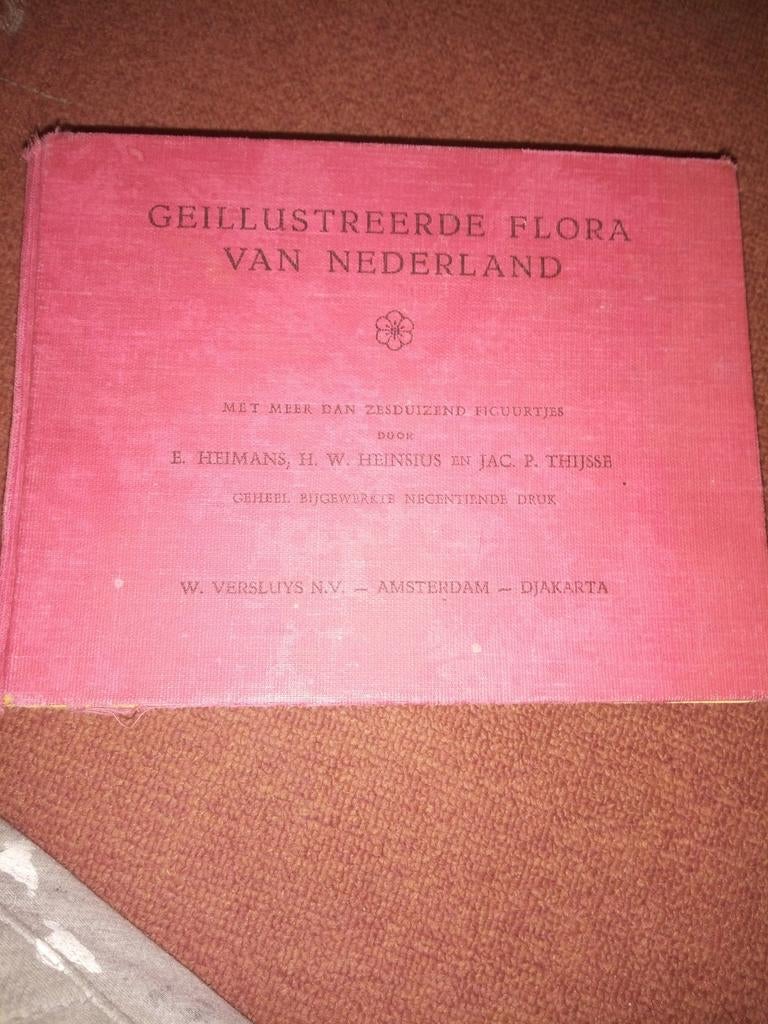 GEILLUSTREERDE FLORA
VAN NEDERLAND
MET MEER DAN ZESDUIZEND FIGUURTJES
DOOR
E. HEIMANS, H. W. HEINSIUS EN JAC. P. THIJSSE
GEHEEL BIJGEWERKTE NEGENTIENDE DRUK
W. VERSLUYS N.V. — AMSTERDAM — DJAKARTA